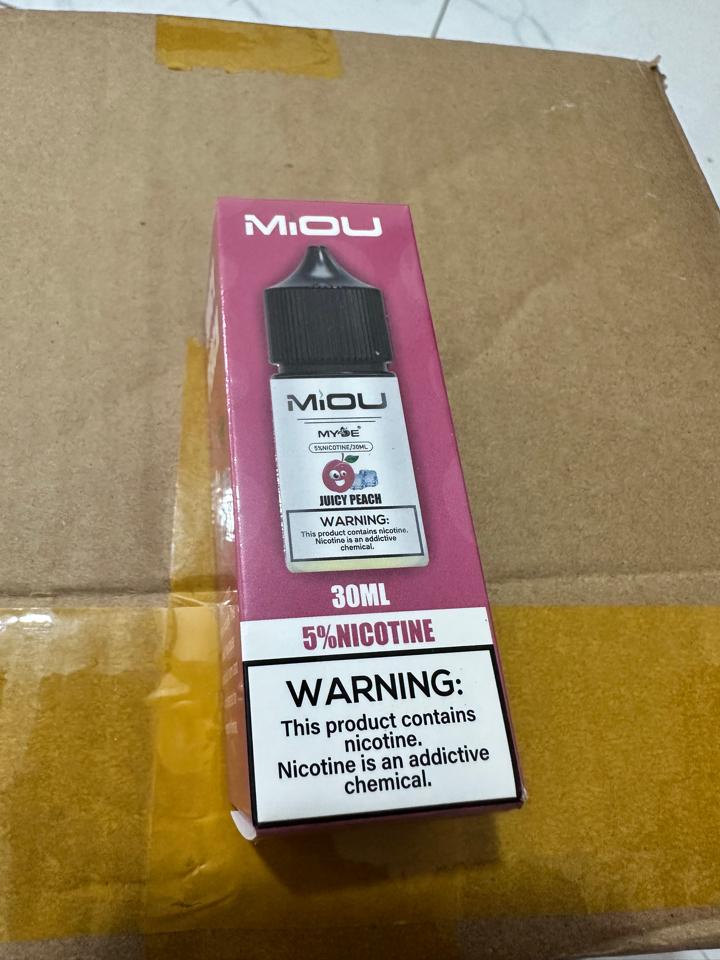 MiOU
MiOU
5%NICOTINE/30ML
JUICY PEACH
WARNING:
This product contains nicotine.
Nicotine is an addictive
chemical.
30ML
5%NICOTINE
WARNING:
This product contains
nicotine.
Nicotine is an addictive
chemical.